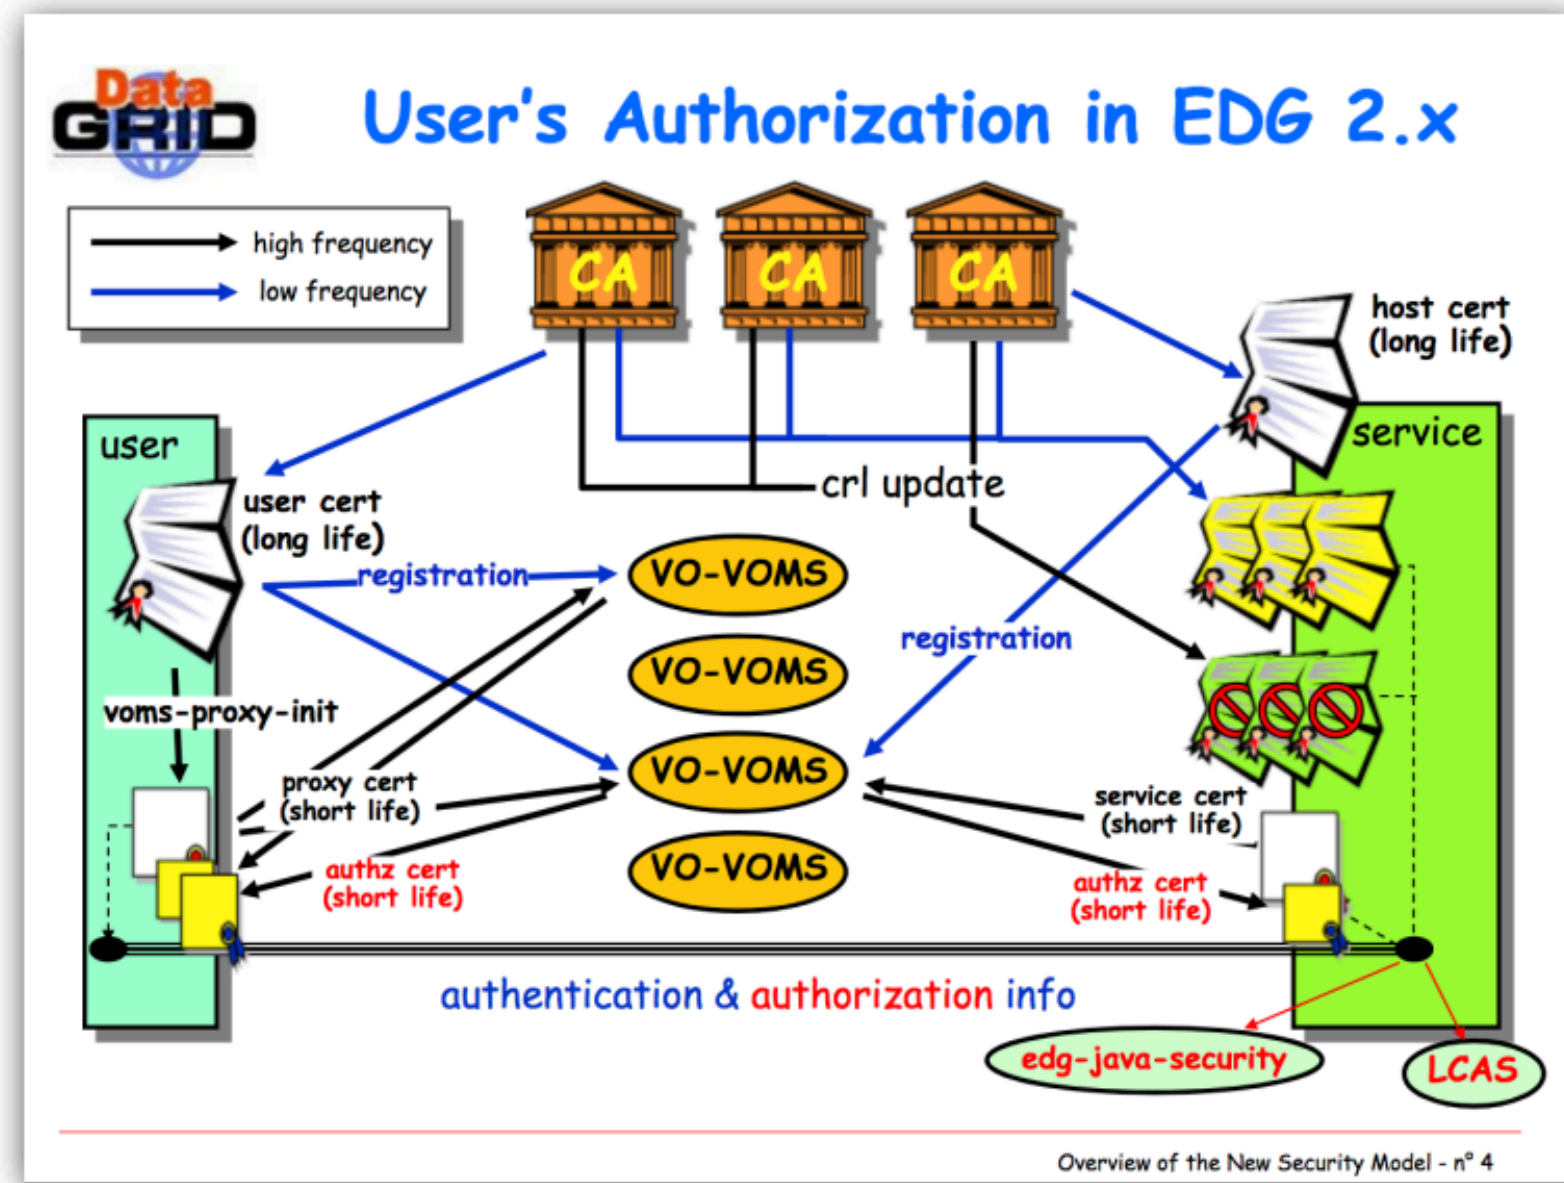 Data
GRID
User's Authorization in EDG 2.x
high frequency
low frequency
CA
CA
CA
host cert
(long life)
user
service
user cert
(long life)
crl update
registration
VO-VOMS
registration
VO-VOMS
voms-proxy-init
VO-VOMS
proxy cert
(short life)
service cert
(short life)
VO-VOMS
authz cert
(short life)
authz cert
(short life)
authentication & authorization info
edg-java-security
LCAS
Overview of the New Security Model - n° 4